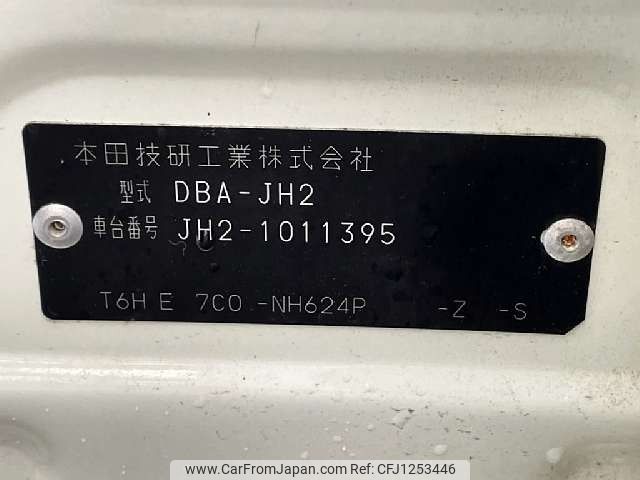 本田技研工業株式会社
型式 DBA-JH2
車台番号 JH2-1011395
T6H E 7C0 -NH624P -Z -S
www.CarFromJapan.com | CFJ1253446